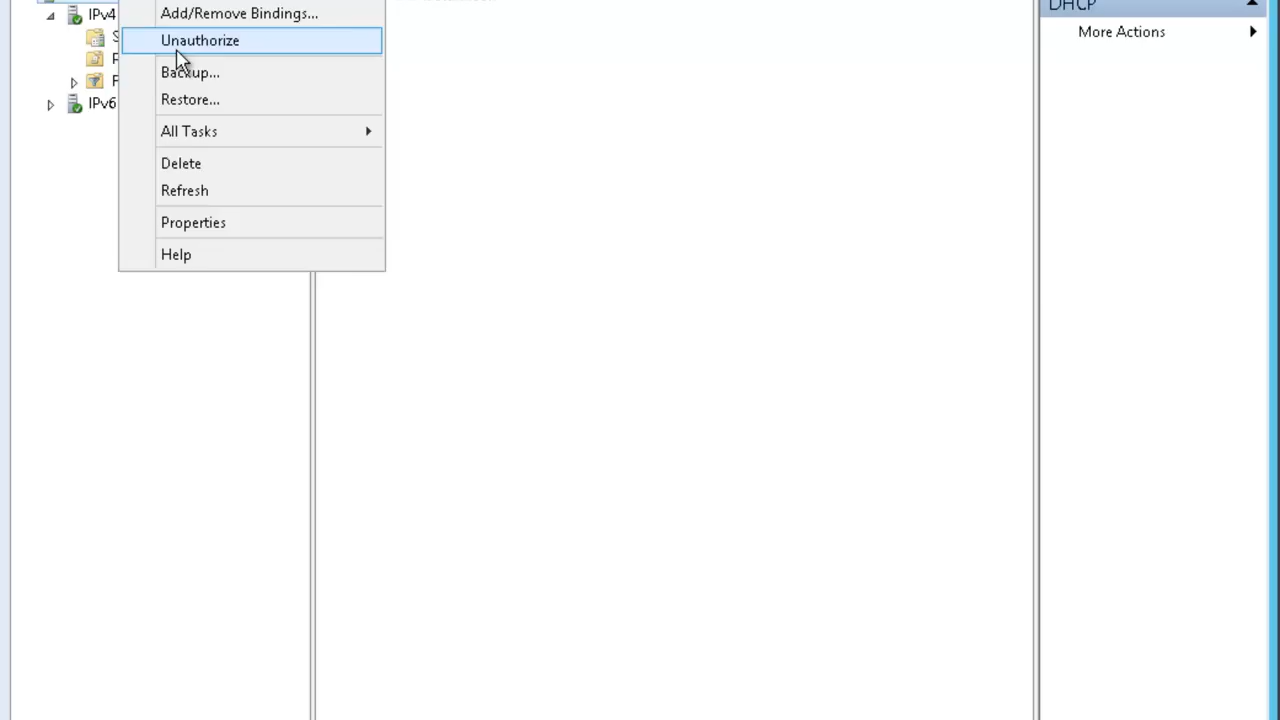 DHCP
Add/Remove Bindings...
IPv4
More Actions
Unauthorize
Backup...
Restore...
IPv6
All Tasks
Delete
Refresh
Properties
Help